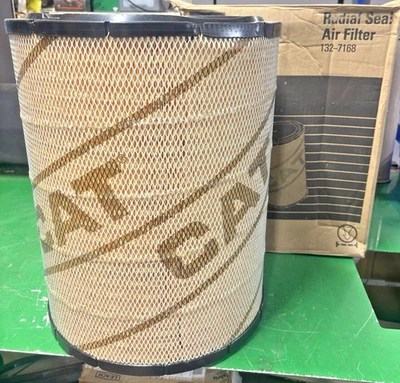 Radial Seal
Air Filter
132-7168
CAT
CAT